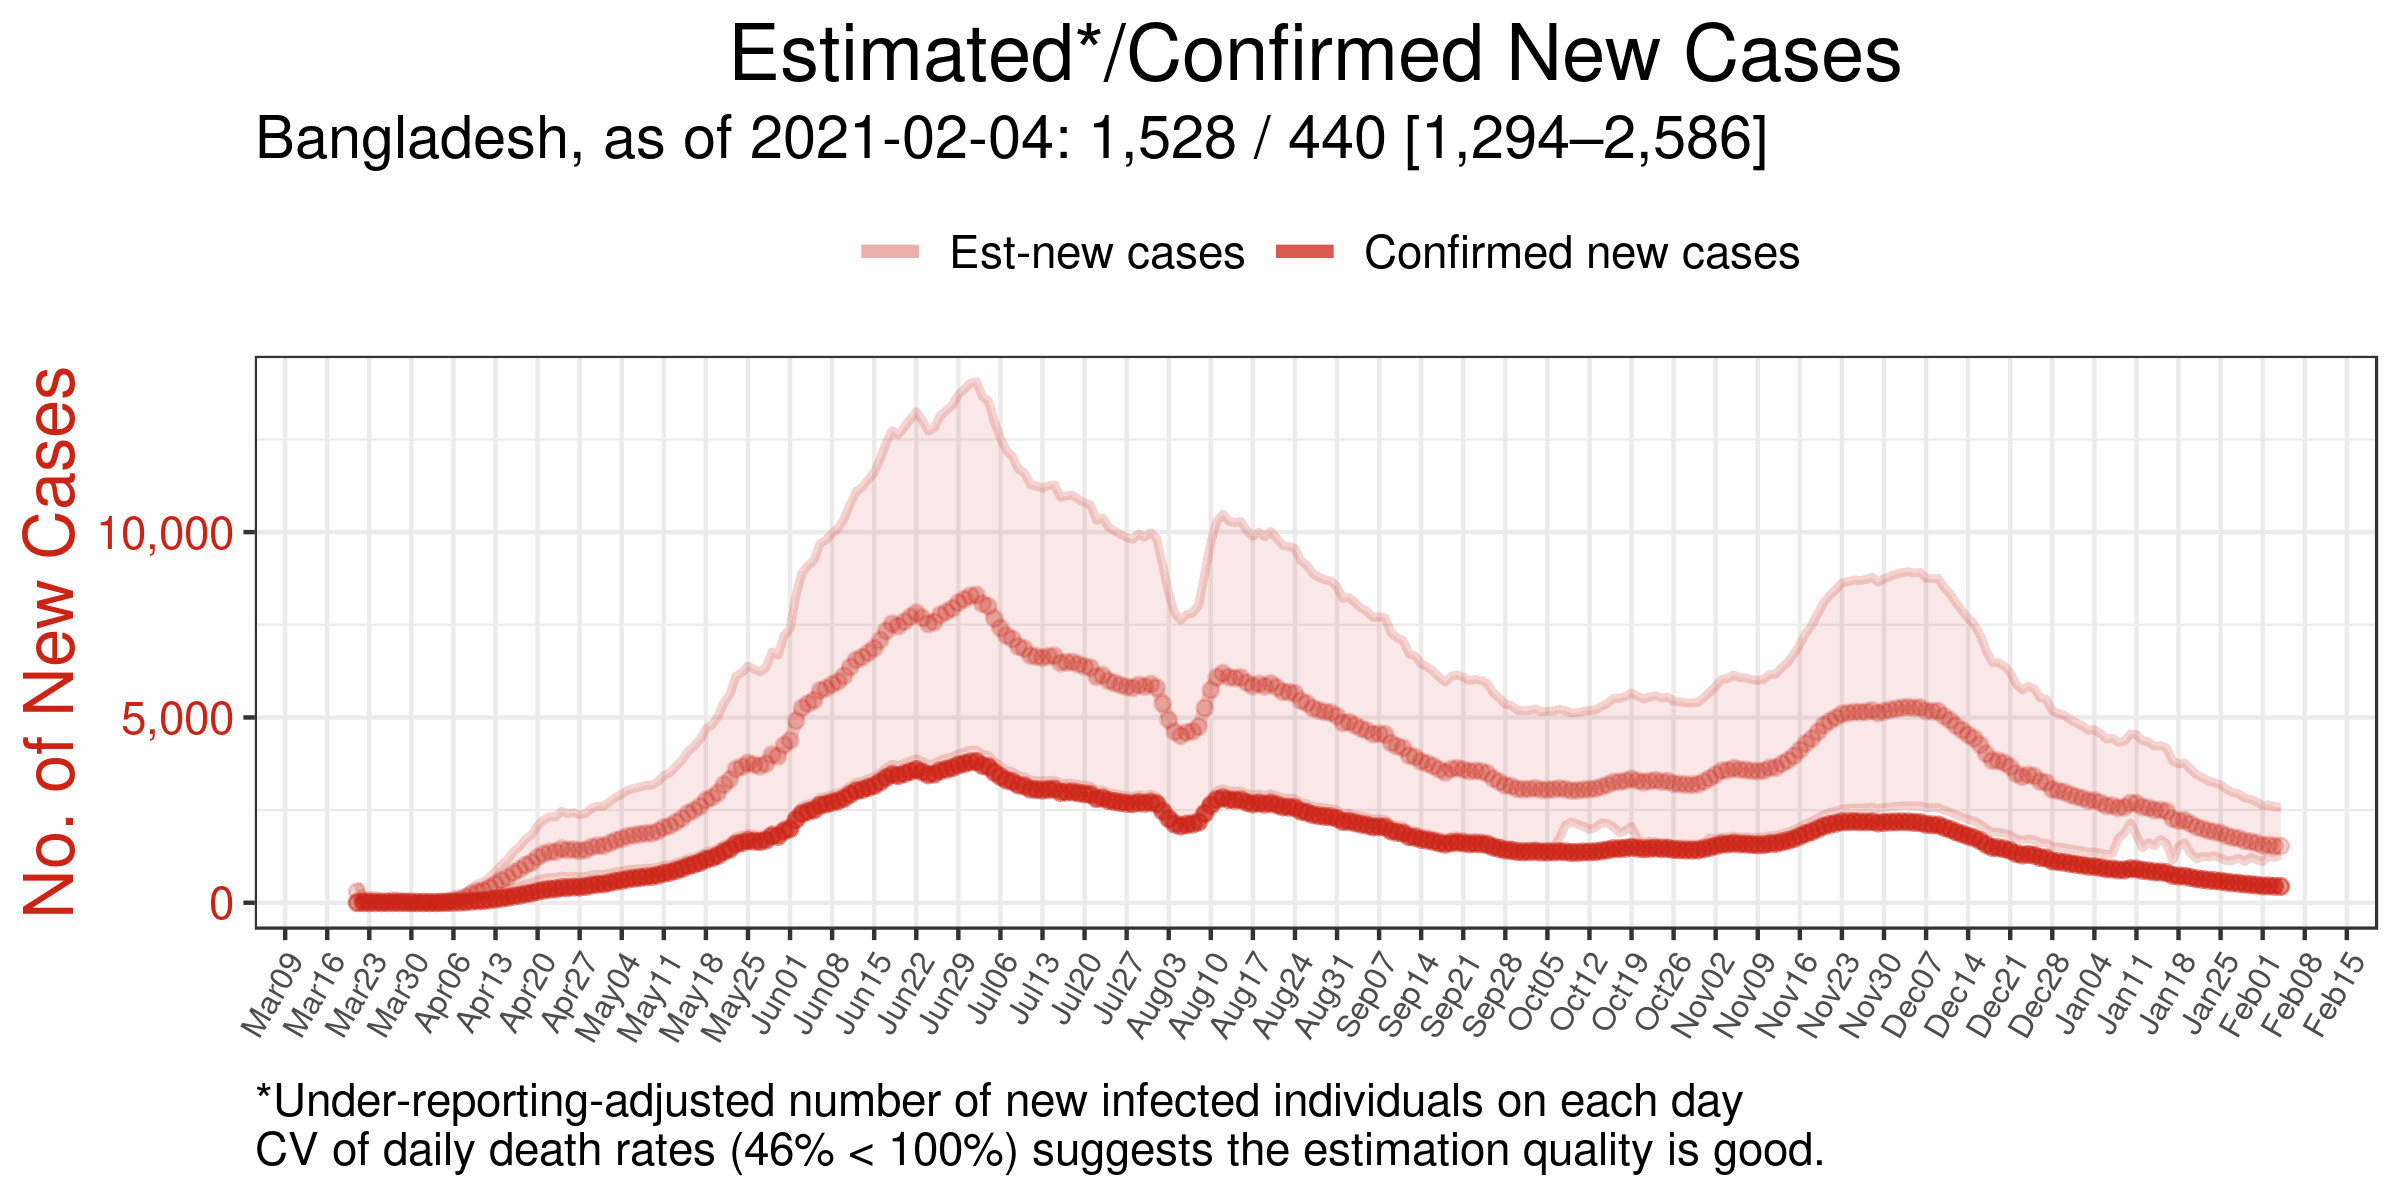 Estimated*/Confirmed New Cases
Bangladesh, as of 2021-02-04: 1,528 / 440 [1,294–2,586]
Est-new cases
Confirmed new cases
No. of New Cases
10,000
5,000
0
Mar09
Mar16
Mar23
Mar30
Apr06
Apr13
Apr20
Apr27
May04
May11
May18
May25
Jun01
Jun08
Jun15
Jun22
Jun29
Jul06
Jul13
Jul20
Jul27
Aug03
Aug10
Aug17
Aug24
Aug31
Sep07
Sep14
Sep21
Sep28
Oct05
Oct12
Oct19
Oct26
Nov02
Nov09
Nov16
Nov23
Nov30
Dec07
Dec14
Dec21
Dec28
Jan04
Jan11
Jan18
Jan25
Feb01
Feb08
Feb15
*Under-reporting-adjusted number of new infected individuals on each day
CV of daily death rates (46% < 100%) suggests the estimation quality is good.